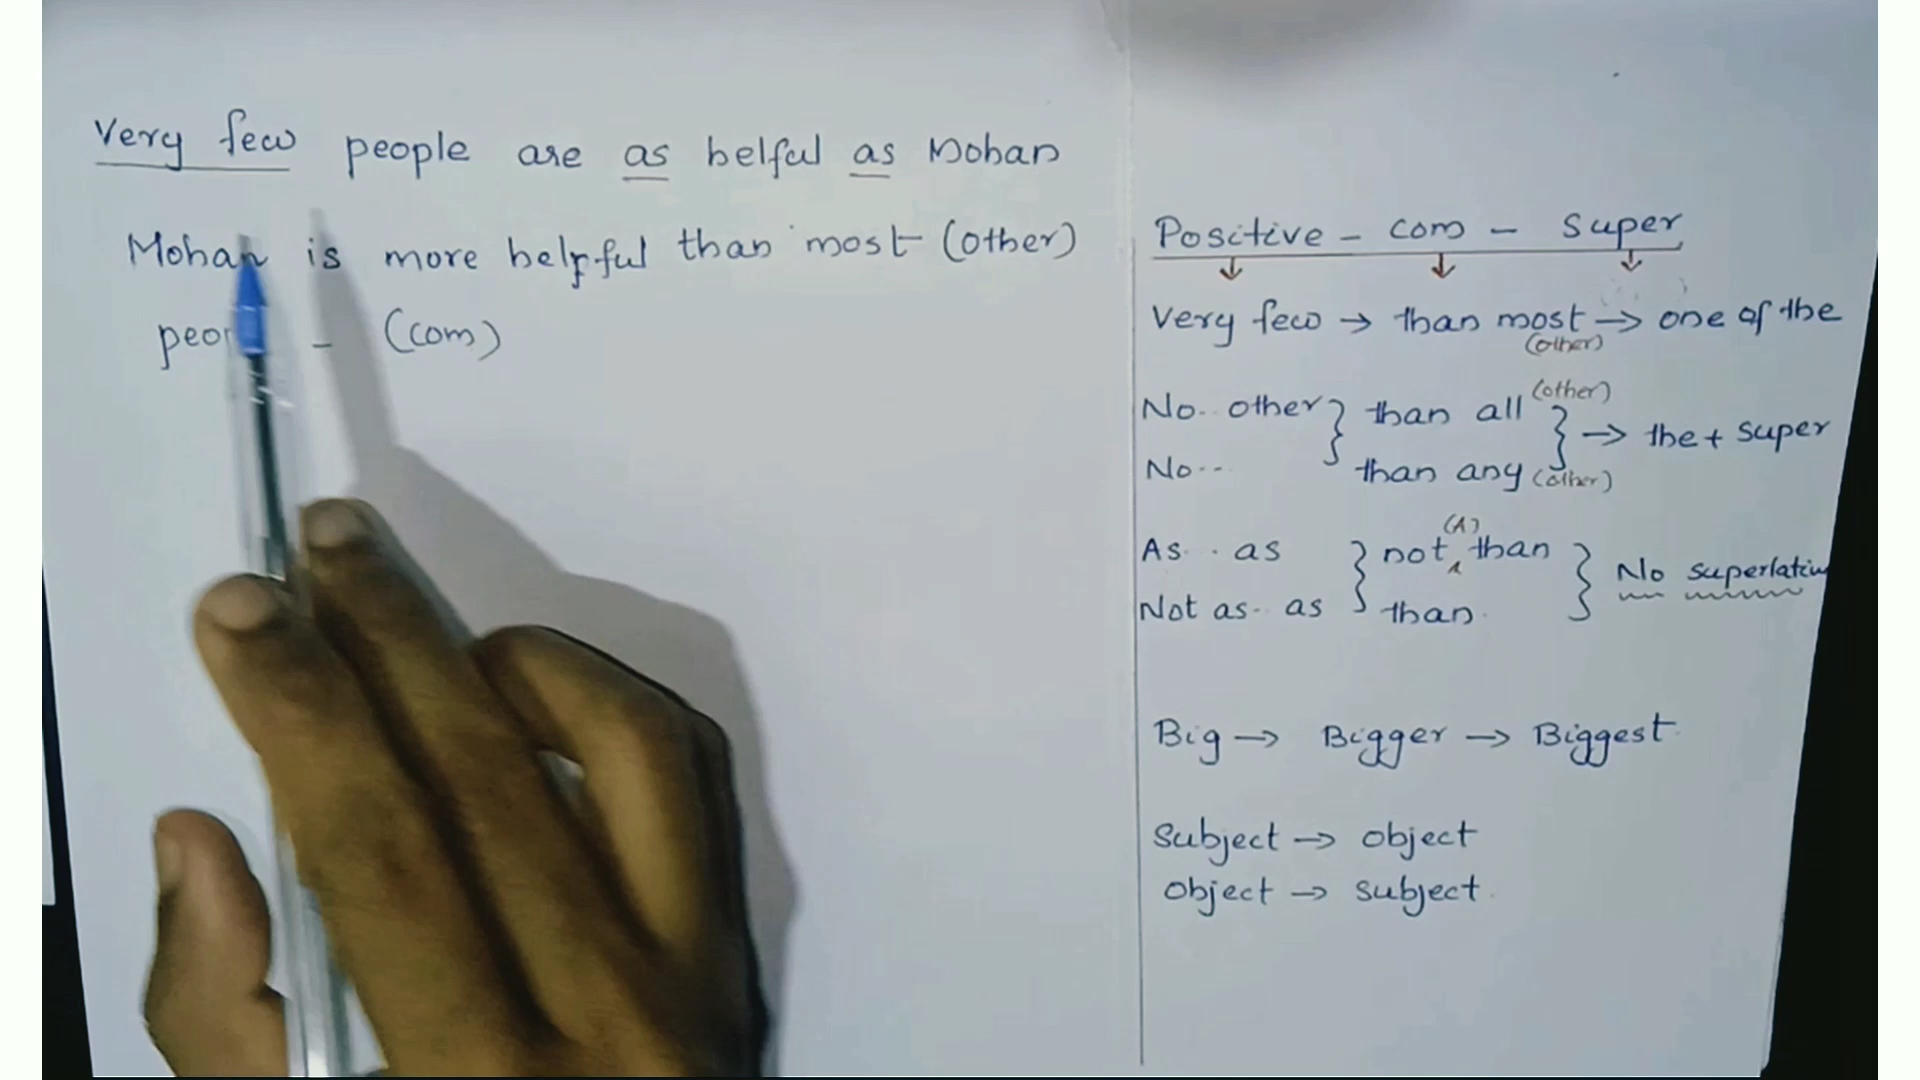 Very few people are as helful as Mohan
Mohan is more helpful than most (other)
- (com)
Positive - com - Super
Very few → than most → one of the
(other)
No.. other } than all (other) } → the + super
No... than any (other)
As . . as } not (A) ʌ than } No superlativ
Not as . . as than.
Big → Bigger → Biggest
Subject → object
object → subject.